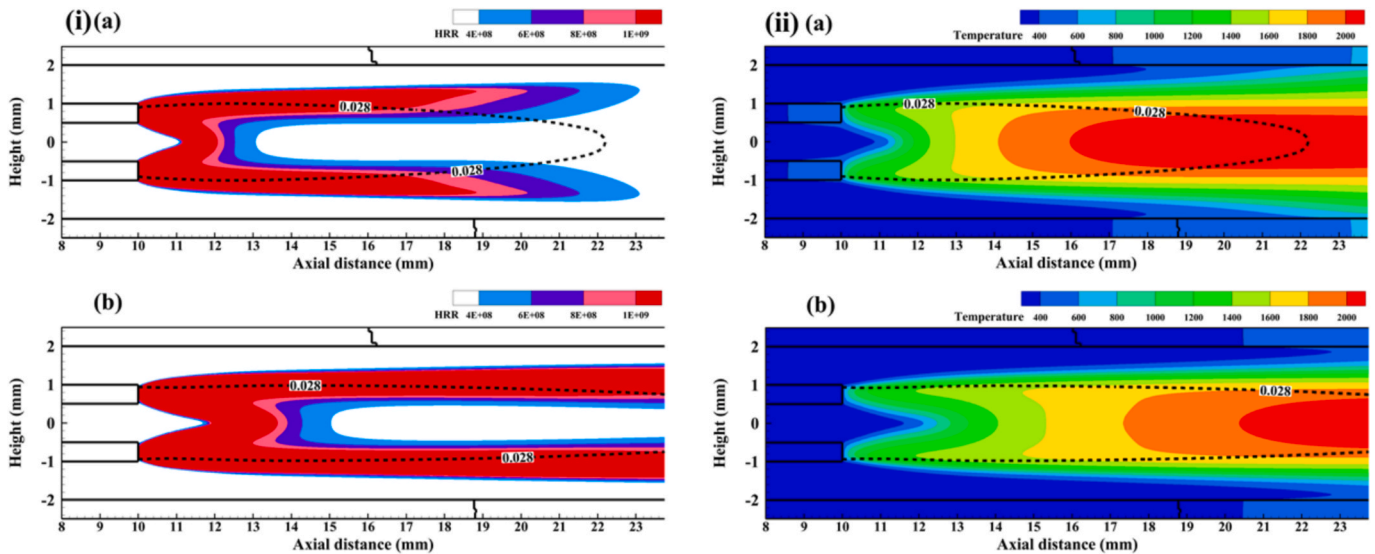 (i) (a)
HRR 4E+08 6E+08 8E+08 1E+09
Height (mm)
2
1
0
-1
-2
0.028
0.028
8 9 10 11 12 13 14 15 16 17 18 19 20 21 22 23
Axial distance (mm)
(ii) (a)
Temperature 400 600 800 1000 1200 1400 1600 1800 2000
Height (mm)
2
1
0
-1
-2
0.028
0.028
8 9 10 11 12 13 14 15 16 17 18 19 20 21 22 23
Axial distance (mm)
(b)
HRR 4E+08 6E+08 8E+08 1E+09
Height (mm)
2
1
0
-1
-2
0.028
0.028
8 9 10 11 12 13 14 15 16 17 18 19 20 21 22 23
Axial distance (mm)
b)
Temperature 400 600 800 1000 1200 1400 1600 1800 2000
Height (mm)
2
1
0
-1
-2
0.028
8 9 10 11 12 13 14 15 16 17 18 19 20 21 22 23
Axial distance (mm)